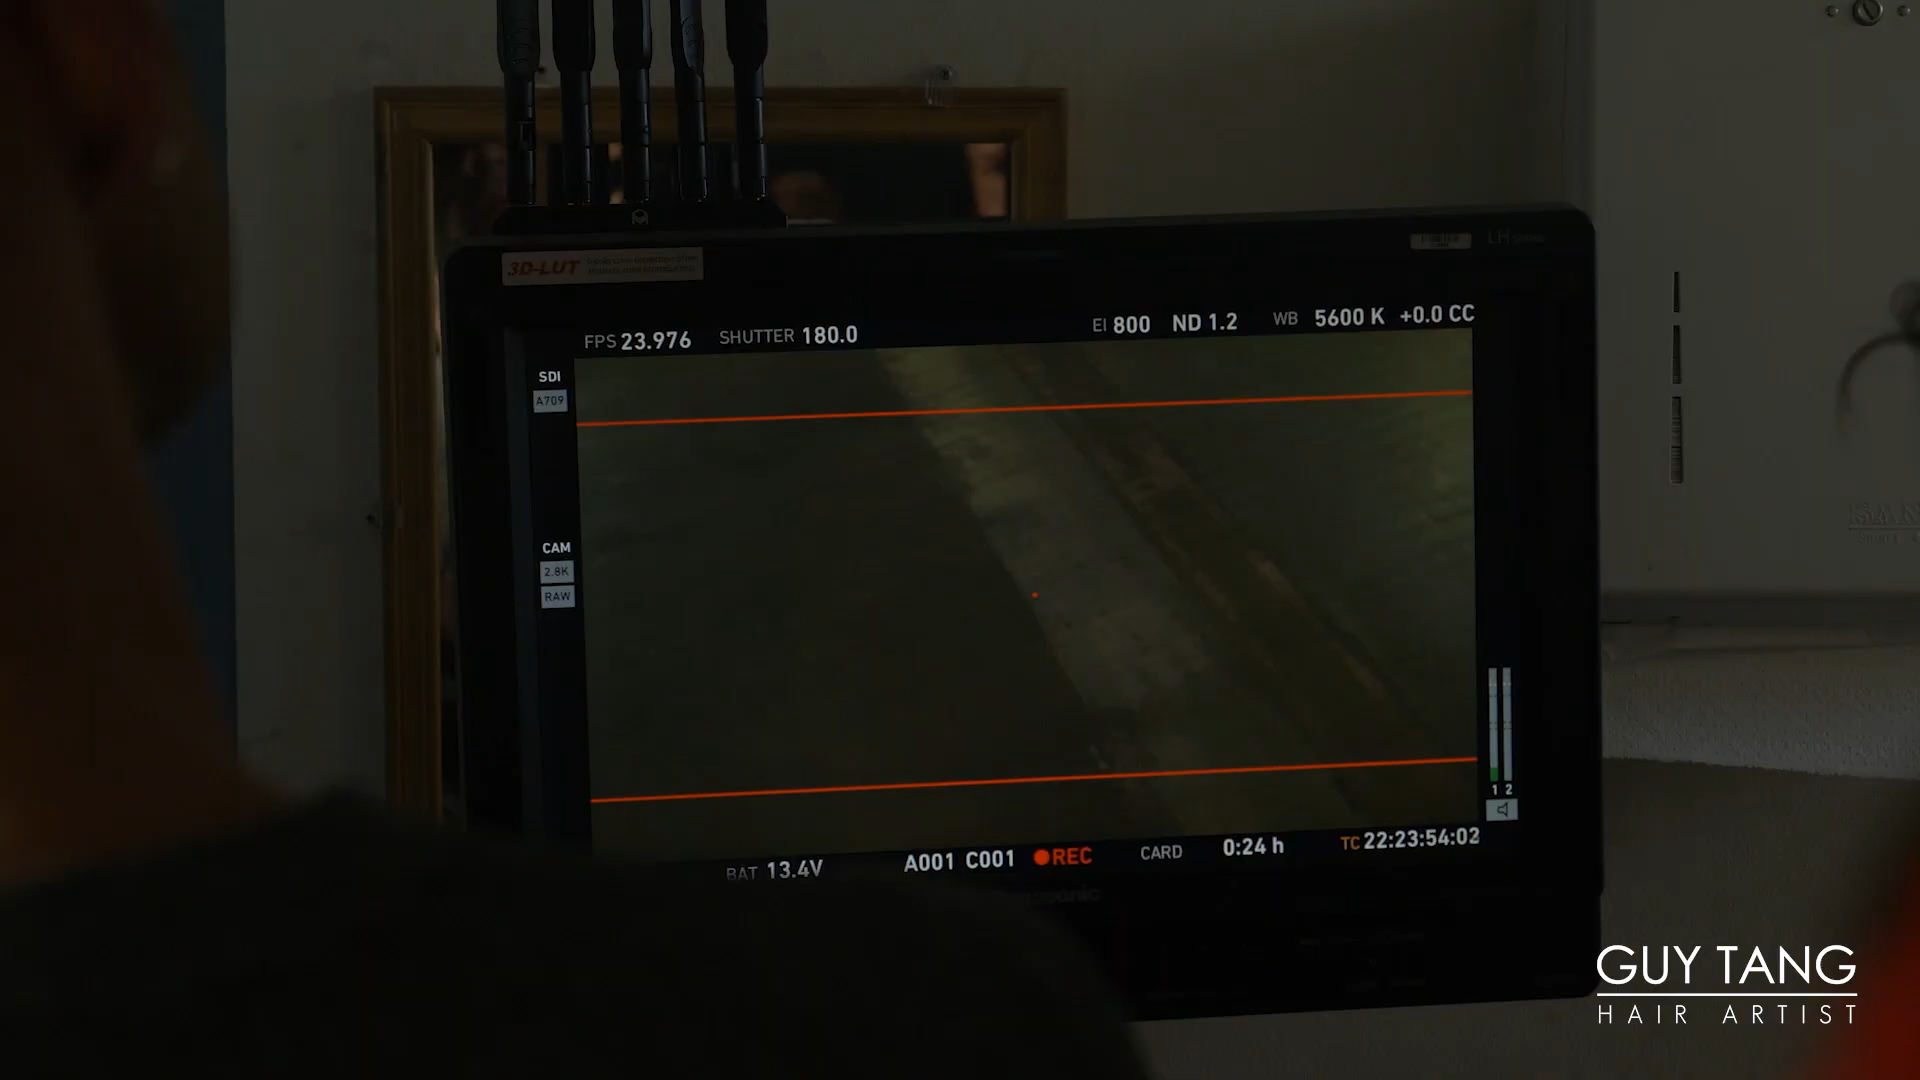 3D-LUT
LH
FPS 23.976 SHUTTER 180.0 EI 800 ND 1.2 WB 5600 K +0.0 CC
SDI
A709
CAM
2.8K
RAW
1 2
BAT 13.4V A001 C001 REC CARD 0:24 h TC 22:23:54:02
GUY TANG
HAIR ARTIST